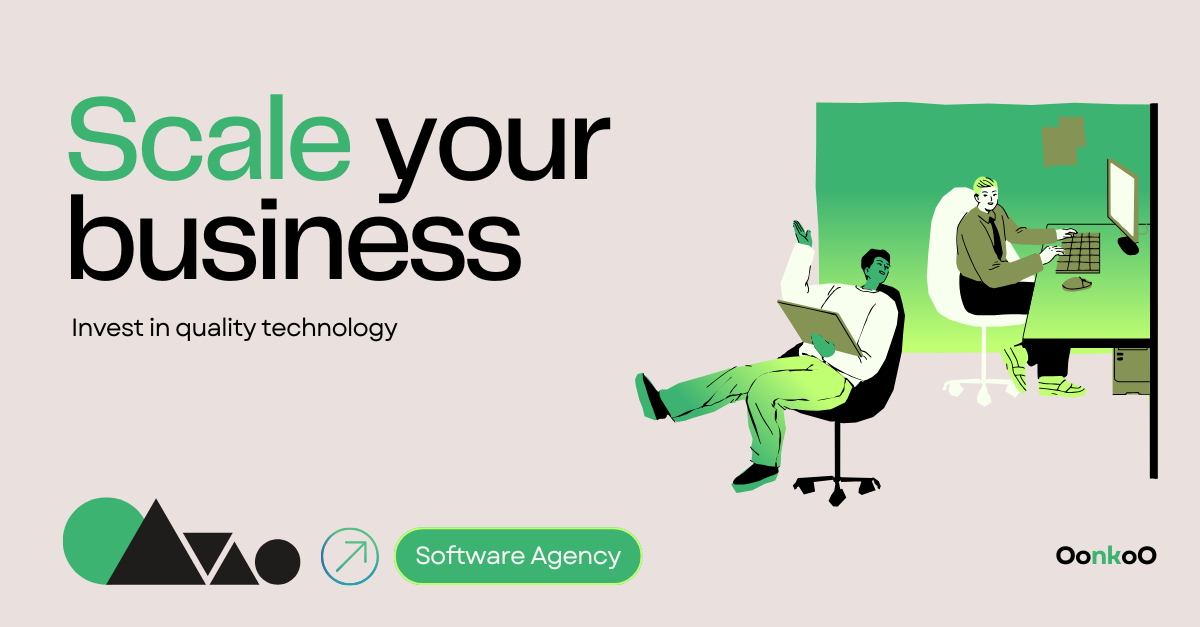 Scale your
business
Invest in quality technology
Software Agency
OonkoO